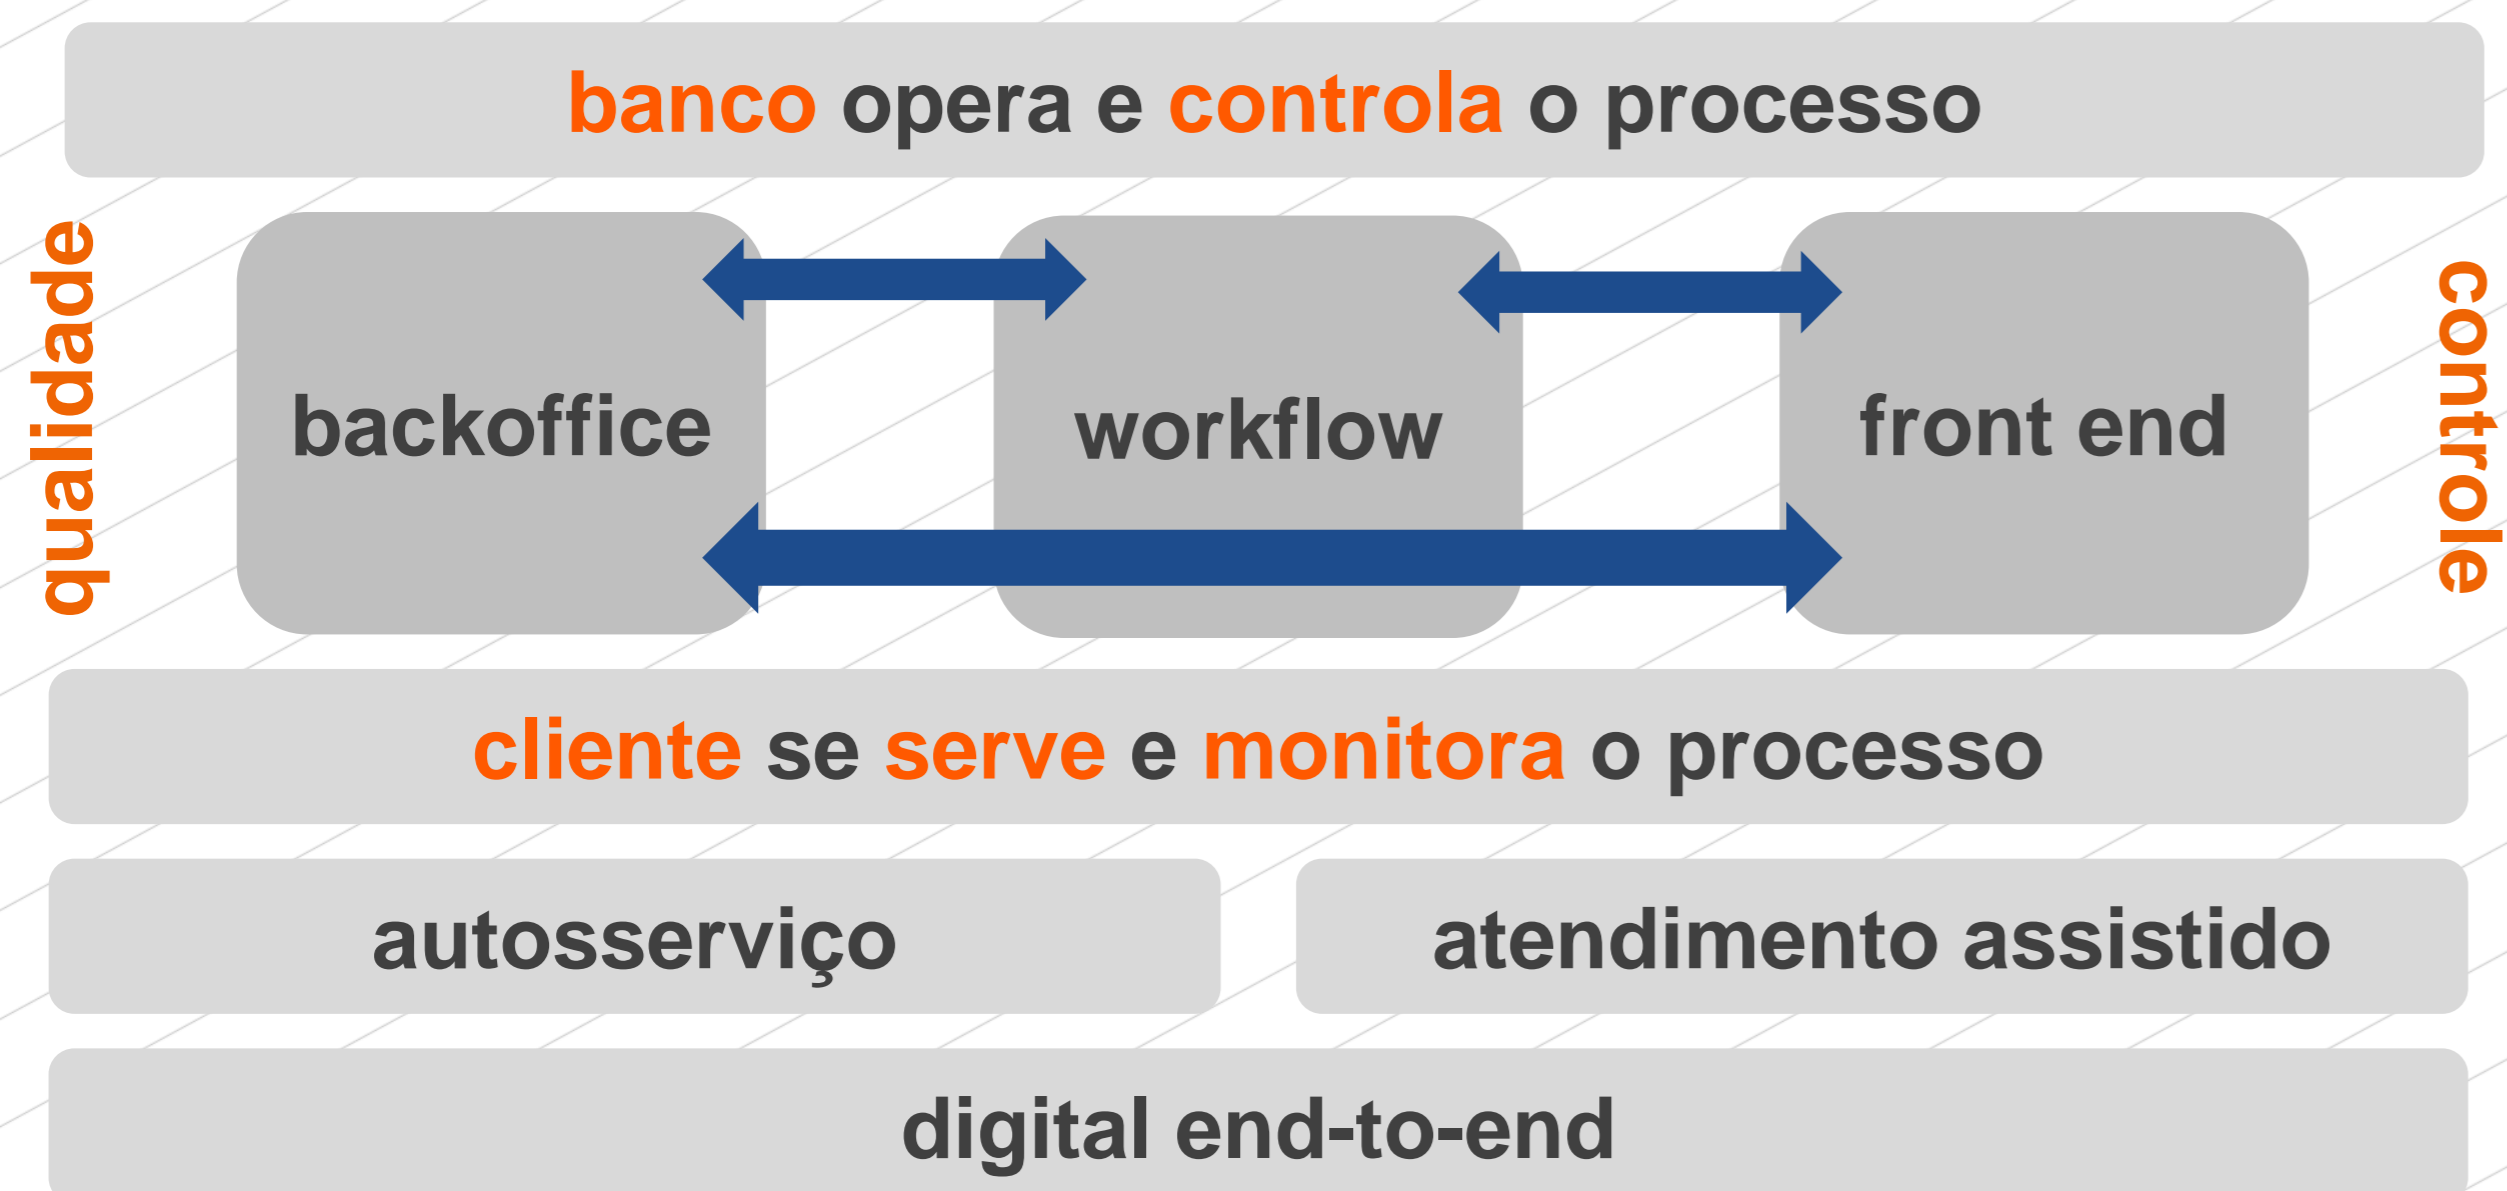 banco opera e controla o processo
qualidade
backoffice
workflow
front end
controle
cliente se serve e monitora o processo
autosserviço
atendimento assistido
digital end-to-end